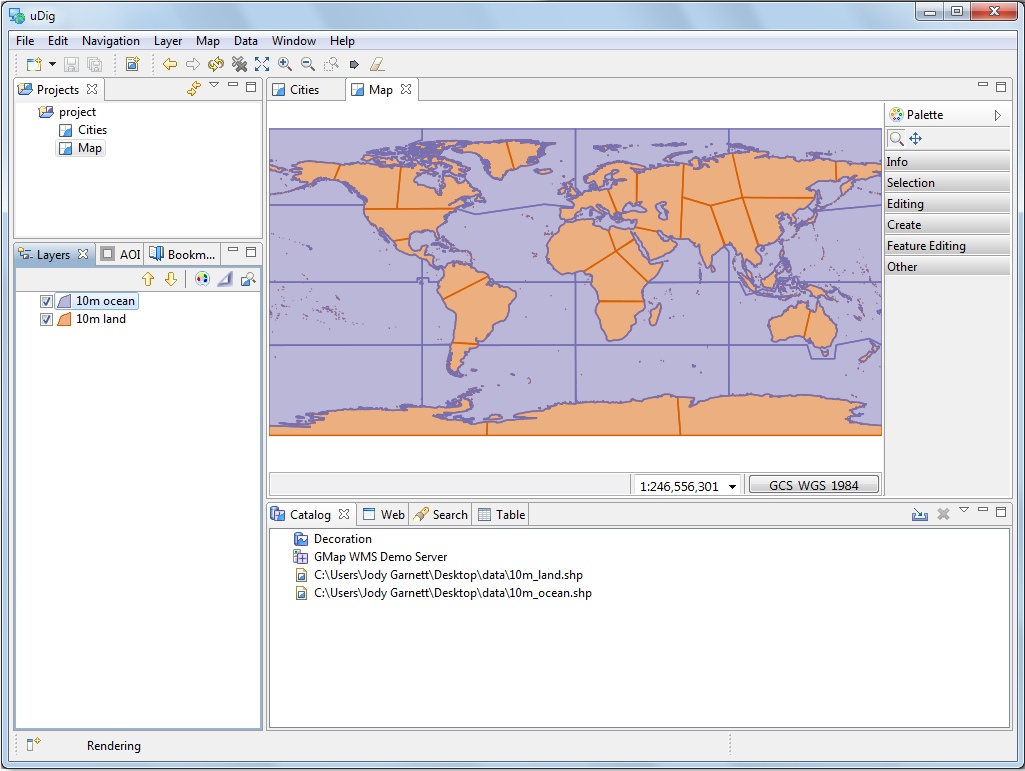 uDig
File Edit Navigation Layer Map Data Window Help
Projects
project
Cities
Map
Layers AOI Bookm...
10m ocean
10m land
Cities Map
Palette
Info
Selection
Editing
Create
Feature Editing
Other
1:246,556,301 GCS_WGS_1984
Catalog Web Search Table
Decoration
GMap WMS Demo Server
C:\Users\Jody Garnett\Desktop\data\10m_land.shp
C:\Users\Jody Garnett\Desktop\data\10m_ocean.shp
Rendering